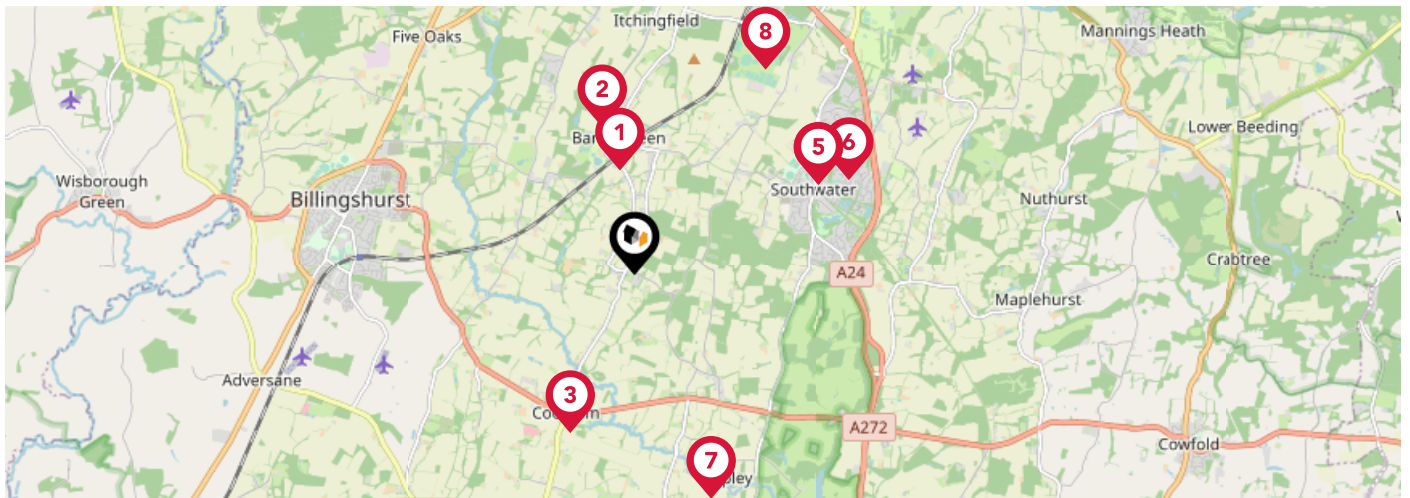 Itchingfield
Five Oaks
8
Mannings Heath
2
1
Lower Beeding
5
6
Wisborough
Green
Billingshurst
Southwater
Nuthurst
Crabtree
A24
Maplehurst
Adversane
3
A272
Cowfold
7